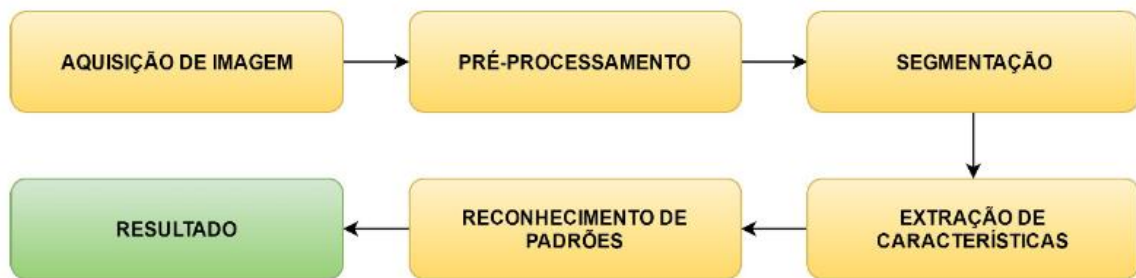 AQUISIÇÃO DE IMAGEM
PRÉ-PROCESSAMENTO
SEGMENTAÇÃO
EXTRAÇÃO DE
CARACTERÍSTICAS
RECONHECIMENTO DE
PADRÕES
RESULTADO